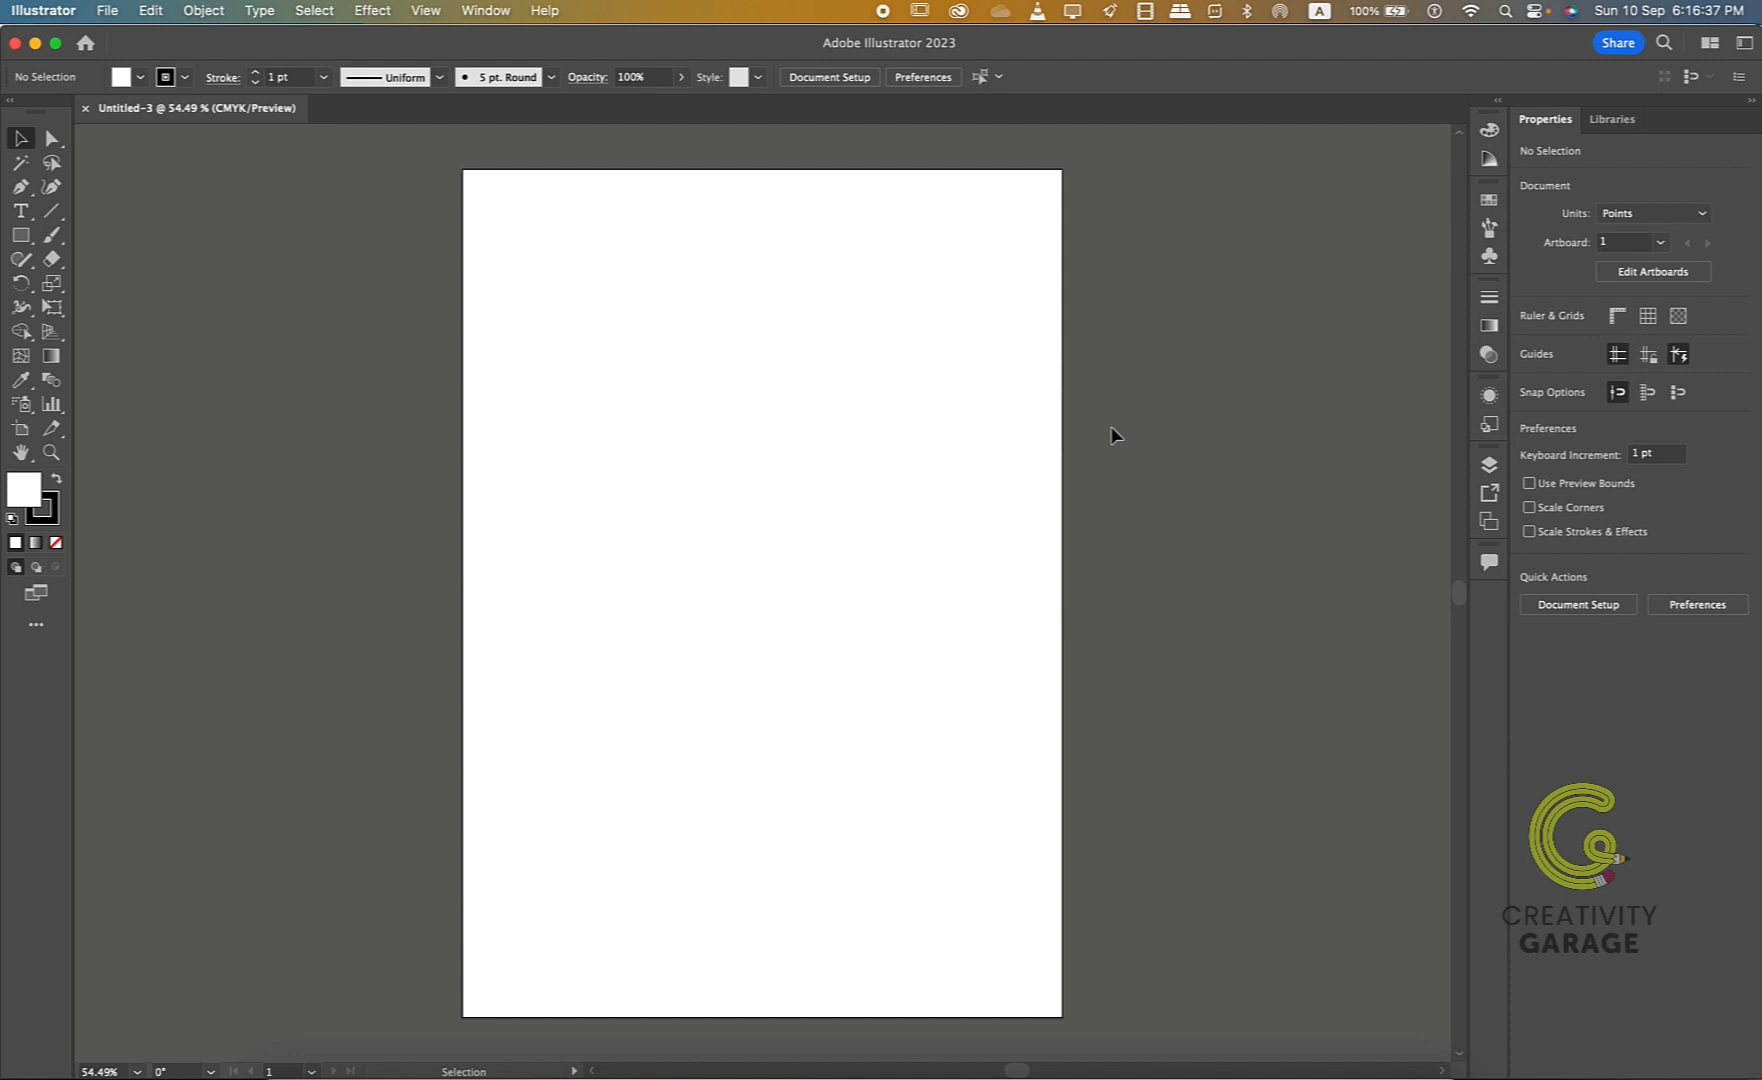 Illustrator File Edit Object Type Select Effect View Window Help A 100% Sun 10 Sep 6:16:37 PM
Adobe Illustrator 2023 Share
No Selection Stroke: 1 pt Uniform 5 pt. Round Opacity: 100% Style: Document Setup Preferences
× Untitled-3 @ 54.49 % (CMYK/Preview)
Properties Libraries
No Selection
Document
Units: Points
Artboard: 1
Edit Artboards
Ruler & Grids
Guides
Snap Options
Preferences
Keyboard Increment: 1 pt
Use Preview Bounds
Scale Corners
Scale Strokes & Effects
Quick Actions
Document Setup Preferences
CREATIVITY
GARAGE
54.49% 0° 1 Selection